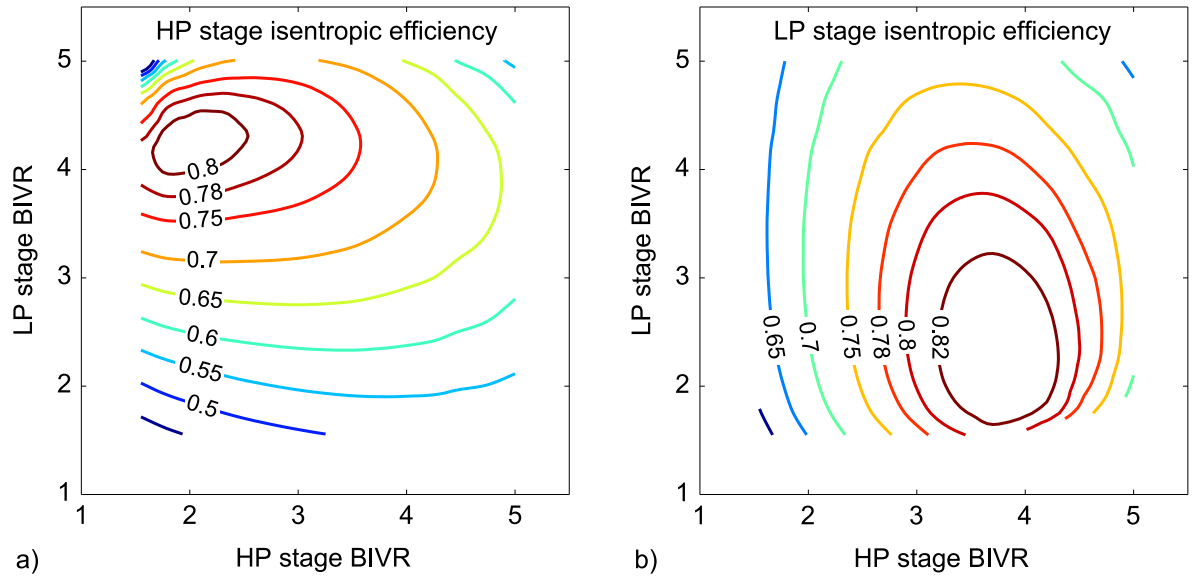 HP stage isentropic efficiency
5
4
3
2
1
LP stage BIVR
0.8
0.78
0.75
0.7
0.65
0.6
0.55
0.5
1 2 3 4 5
HP stage BIVR
a)
LP stage isentropic efficiency
5
4
3
2
1
LP stage BIVR
0.65 0.7 0.75 0.78 0.8 0.82
1 2 3 4 5
HP stage BIVR
b)